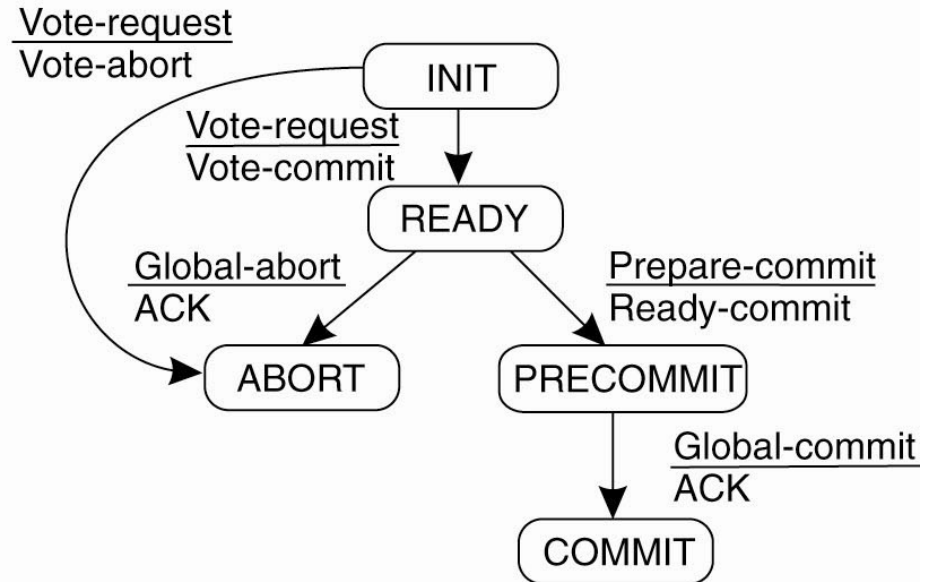 Vote-request
Vote-abort
INIT
Vote-request
Vote-commit
READY
Global-abort
ACK
Prepare-commit
Ready-commit
ABORT
PRECOMMIT
Global-commit
ACK
COMMIT